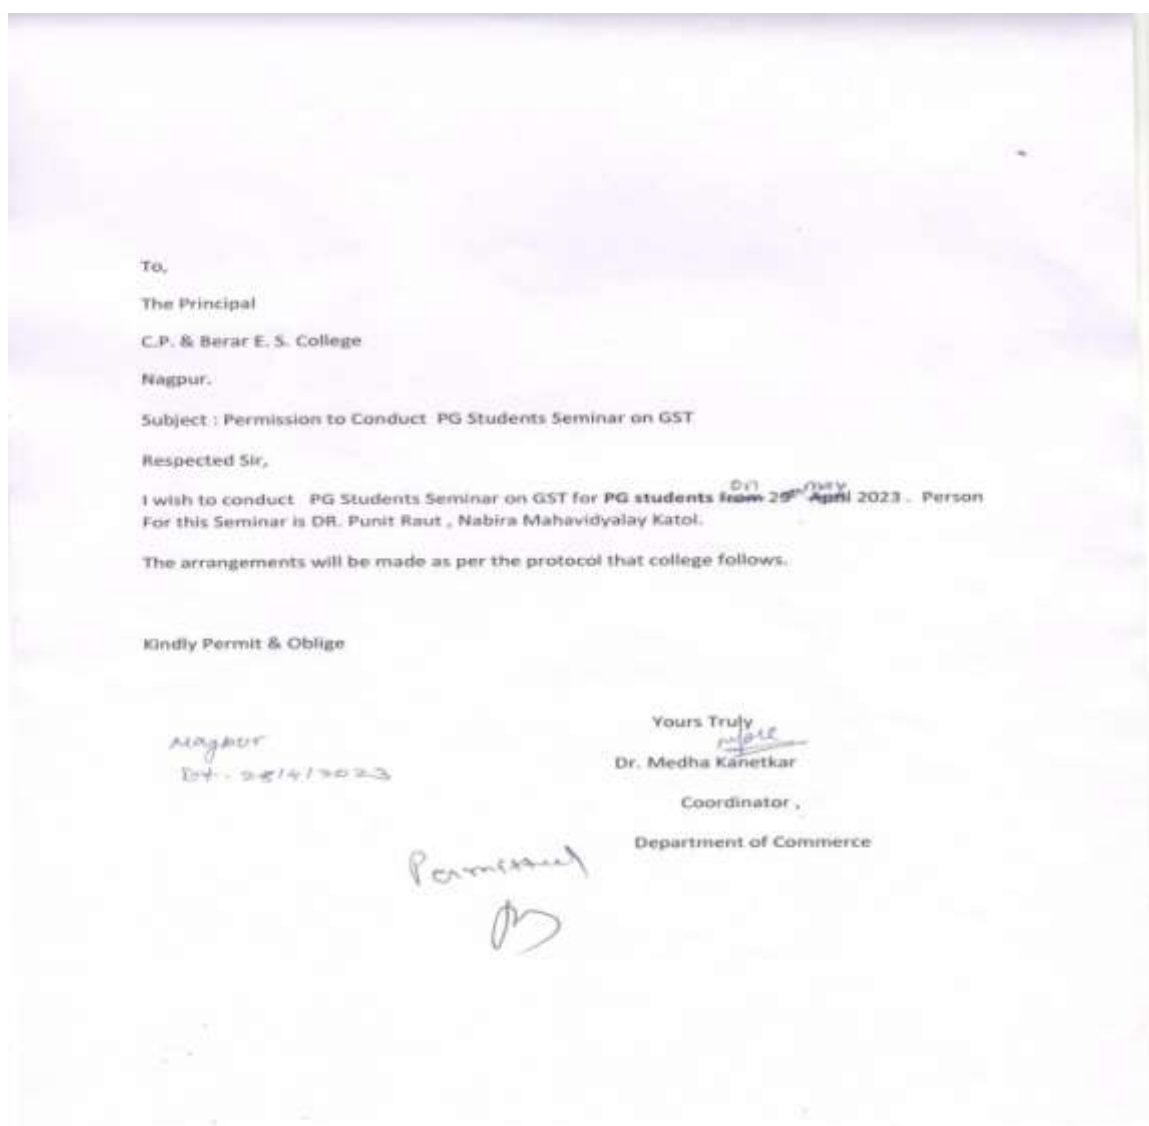 To,
The Principal
C.P. & Berar E. S. College
Nagpur.
Subject : Permission to Conduct PG Students Seminar on GST
Respected Sir,
I wish to conduct PG Students Seminar on GST for PG students from on 29th April may 2023 . Person
For this Seminar is DR. Punit Raut , Nabira Mahavidyalay Katol.
The arrangements will be made as per the protocol that college follows.
Kindly Permit & Oblige
Yours Truly
Nagpur
Dr. Medha Kanetkar
Dt - 28/4/2023
Coordinator ,
Department of Commerce
Permitted